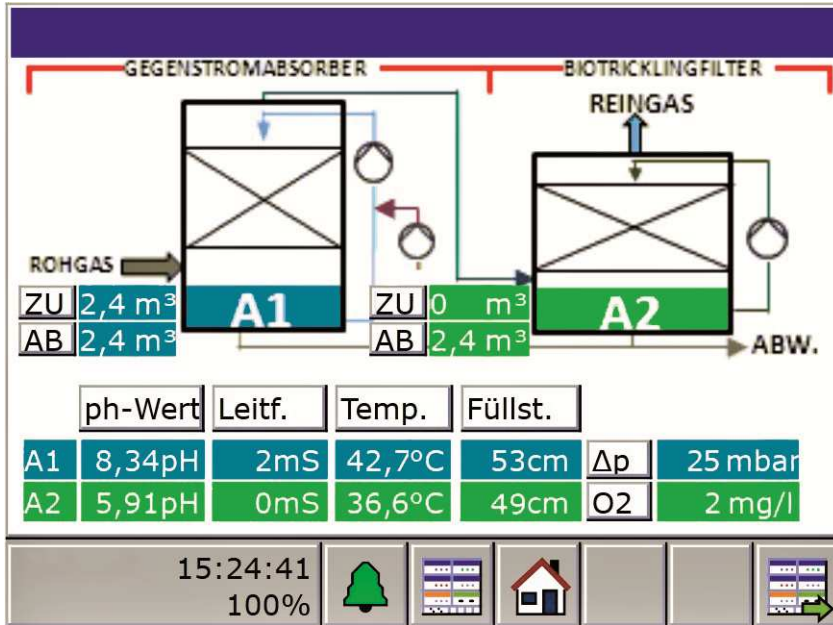 GEGENSTROMABSORBER BIOTRICKLINGFILTER
REINGAS
ROHGAS
ZU 2,4 m³ A1 ZU 0 m³ A2
AB 2,4 m³ AB 2,4 m³ ABW.
ph-Wert Leitf. Temp. Füllst.
A1 8,34pH 2mS 42,7°C 53cm Δp 25 mbar
A2 5,91pH 0mS 36,6°C 49cm O2 2 mg/l
15:24:41
100%